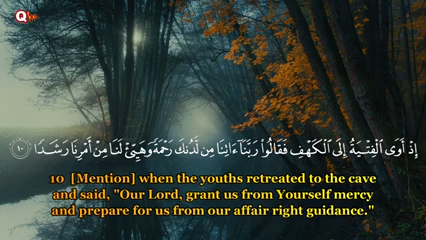 Q
إِذْ أَوَى ٱلْفِتْيَةُ إِلَى ٱلْكَهْفِ فَقَالُوا۟ رَبَّنَآ ءَاتِنَا مِن لَّدُنكَ رَحْمَةً وَهَيِّئْ لَنَا مِنْ أَمْرِنَا رَشَدًا ١٠
10 [Mention] when the youths retreated to the cave
and said, "Our Lord, grant us from Yourself mercy
and prepare for us from our affair right guidance."